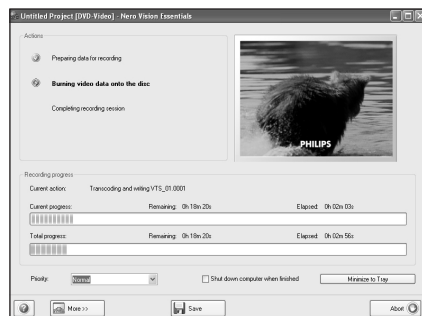 Untitled Project [DVD-Video] - Nero Vision Essentials
Actions
Preparing data for recording
Burning video data onto the disc
Completing recording session
PHILIPS
Recording progress
Current action: Transcoding and writing VTS_01.0001
Current progress: Remaining: 0h 18m 20s Elapsed: 0h 02m 03s
Total progress: Remaining: 0h 18m 20s Elapsed: 0h 02m 56s
Priority: Normal Shut down computer when finished Minimize to Tray
More >> Save Abort